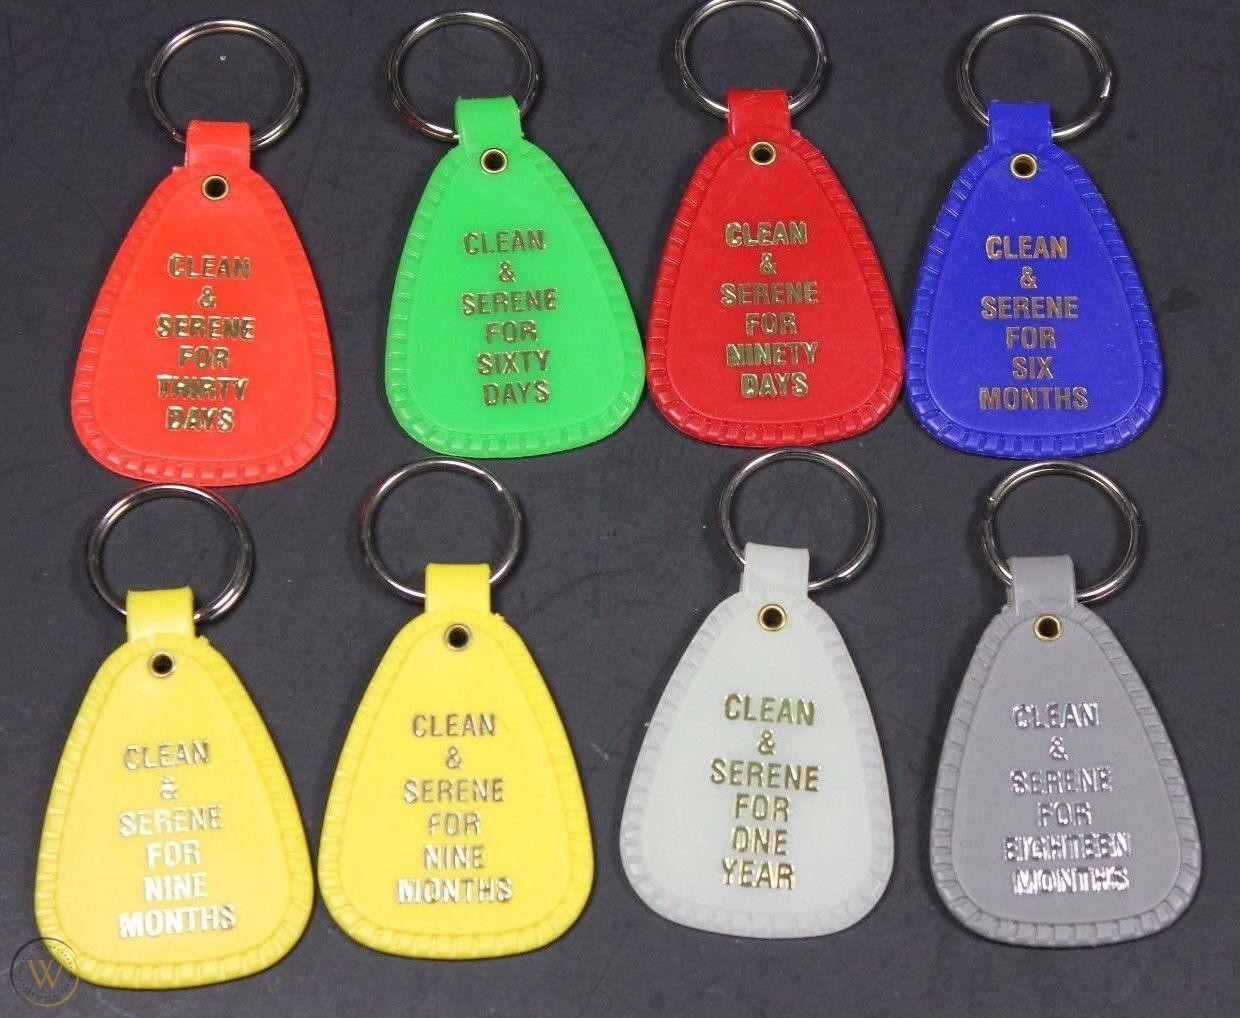 CLEAN
&
SERENE
FOR
THIRTY
DAYS
CLEAN
&
SERENE
FOR
SIXTY
DAYS
CLEAN
&
SERENE
FOR
NINETY
DAYS
CLEAN
&
SERENE
FOR
SIX
MONTHS
CLEAN
&
SERENE
FOR
NINE
MONTHS
CLEAN
&
SERENE
FOR
NINE
MONTHS
CLEAN
&
SERENE
FOR
ONE
YEAR
CLEAN
&
SERENE
FOR
EIGHTEEN
MONTHS
W